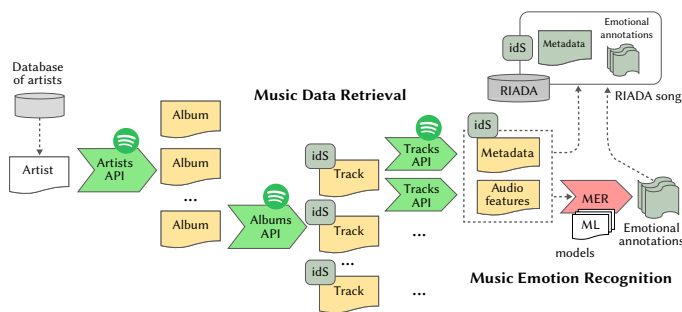 Database
of artists
Artist
Artists
API
Album
Album
...
Album
Music Data Retrieval
Albums
API
idS
Track
idS
Track
...
idS
Track
Tracks
API
Tracks
API
...
...
idS
Metadata
Audio
features
idS
Metadata
Emotional
annotations
RIADA
RIADA song
MER
ML
models
Emotional
annotations
Music Emotion Recognition